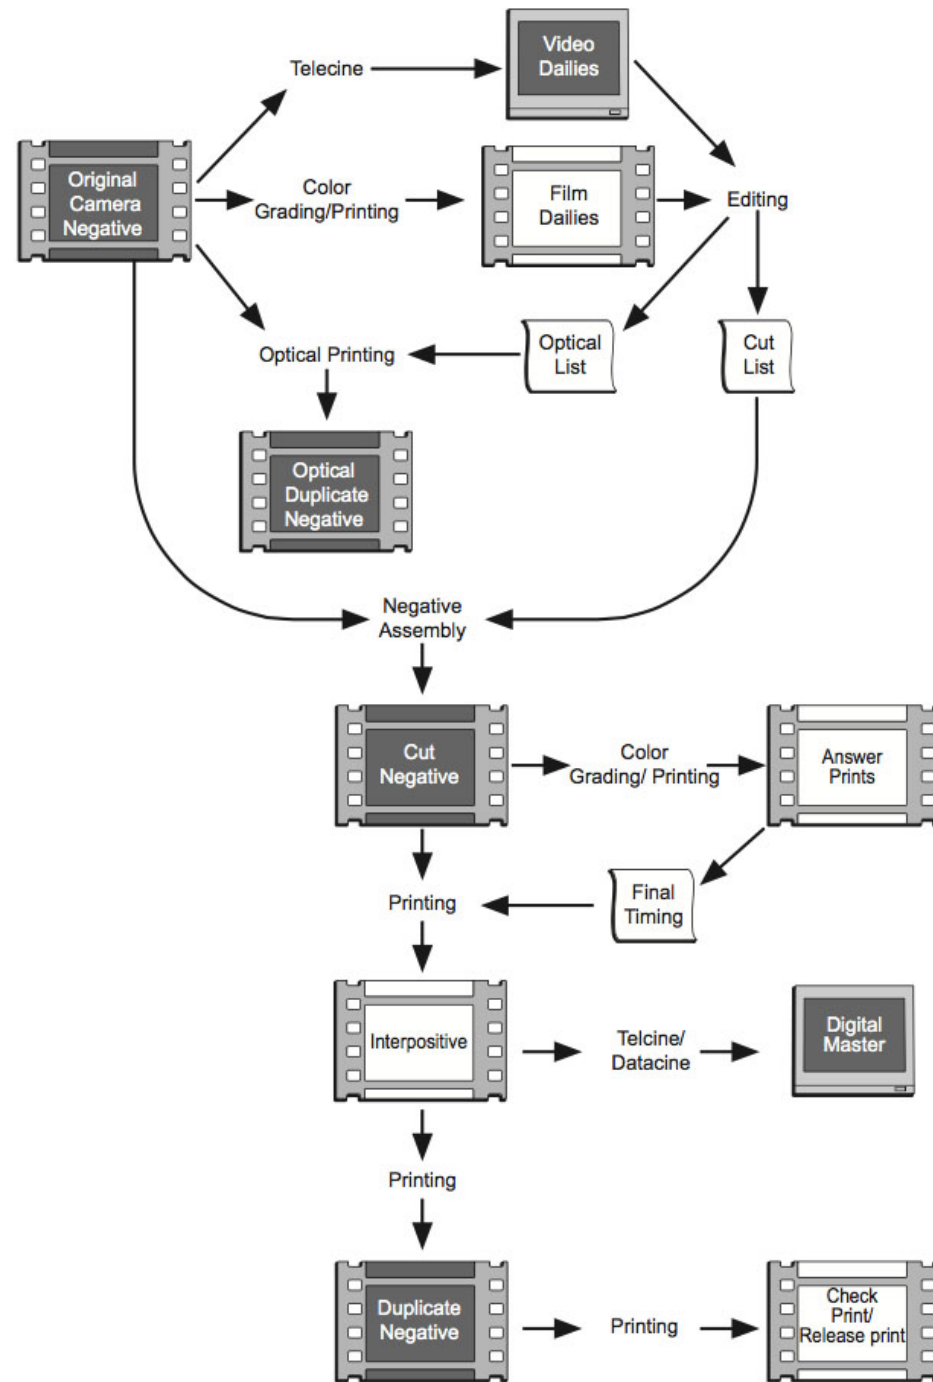 Video
Dailies
Telecine
Original
Camera
Negative
Color
Grading/Printing
Film
Dailies
Editing
Optical Printing
Optical
List
Cut
List
Optical
Duplicate
Negative
Negative
Assembly
Cut
Negative
Color
Grading/ Printing
Answer
Prints
Printing
Final
Timing
Interpositive
Telcine/
Datacine
Digital
Master
Printing
Duplicate
Negative
Printing
Check
Print/
Release print